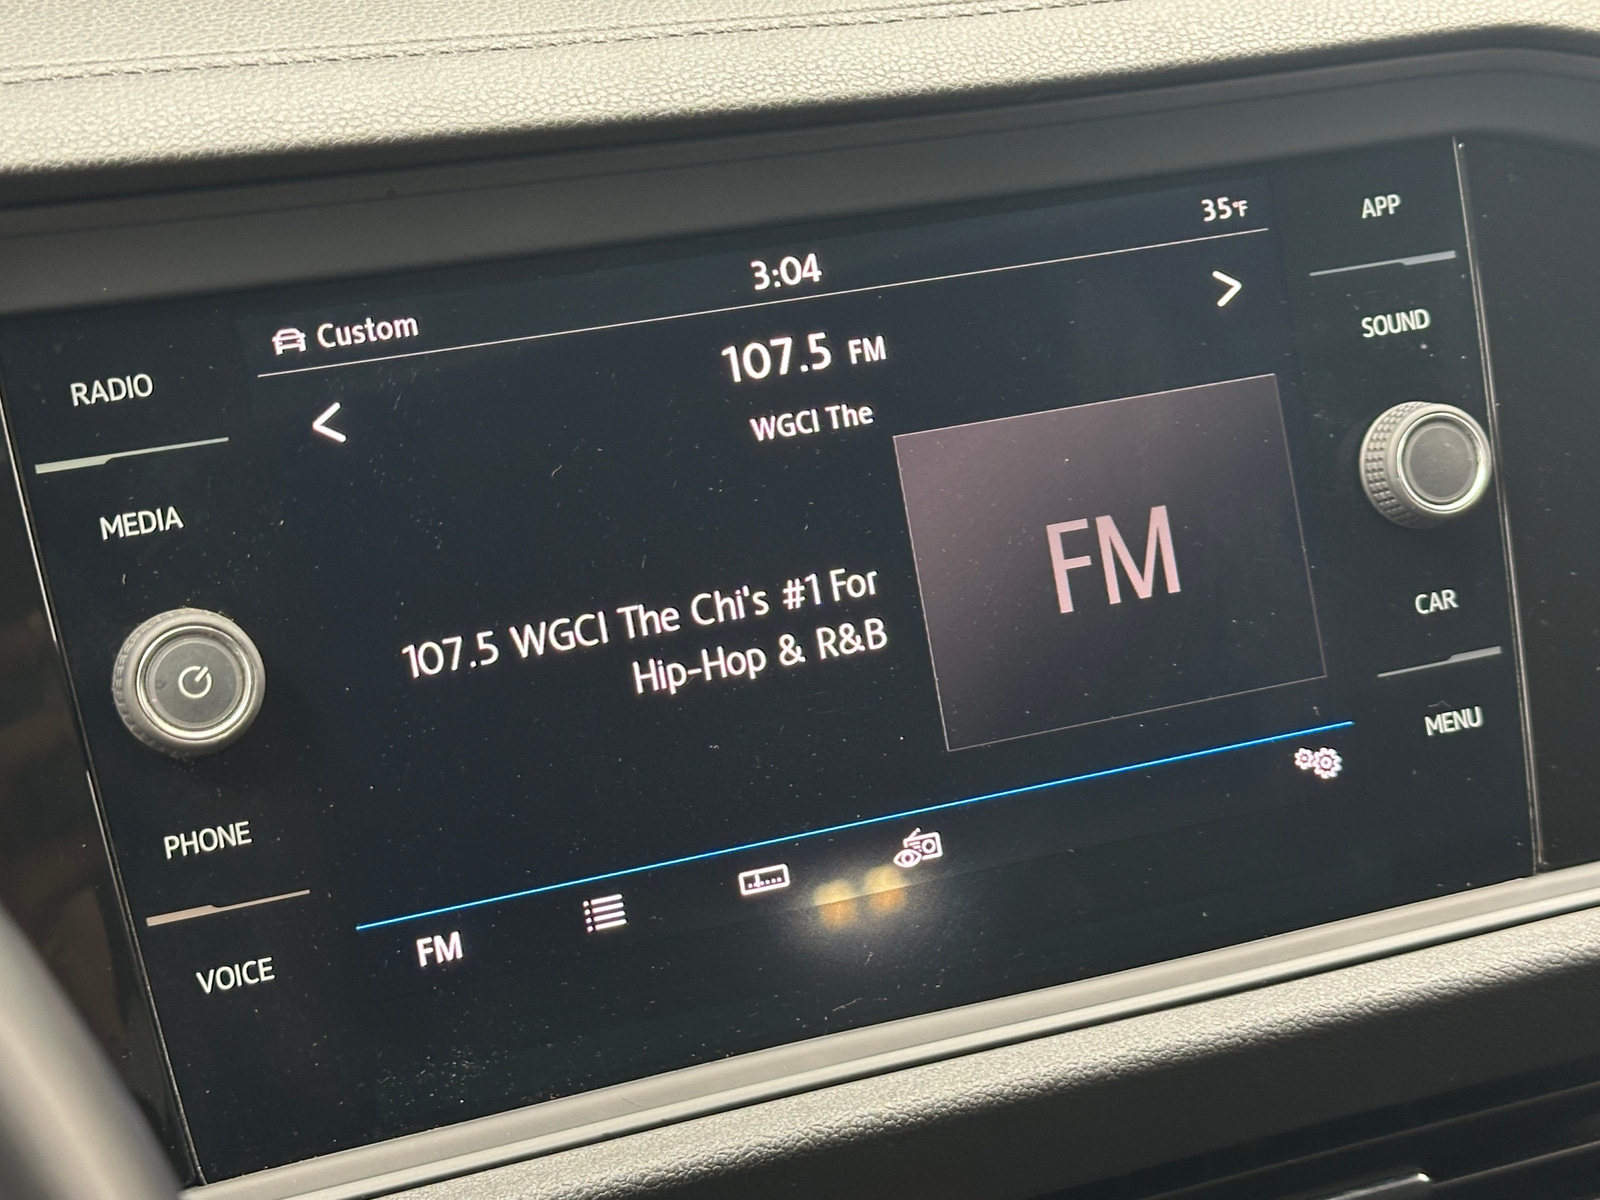 35°F
3:04
Custom
107.5 FM
WGCI The
107.5 WGCI The Chi's #1 For
Hip-Hop & R&B
FM
FM
RADIO
MEDIA
PHONE
VOICE
APP
SOUND
CAR
MENU